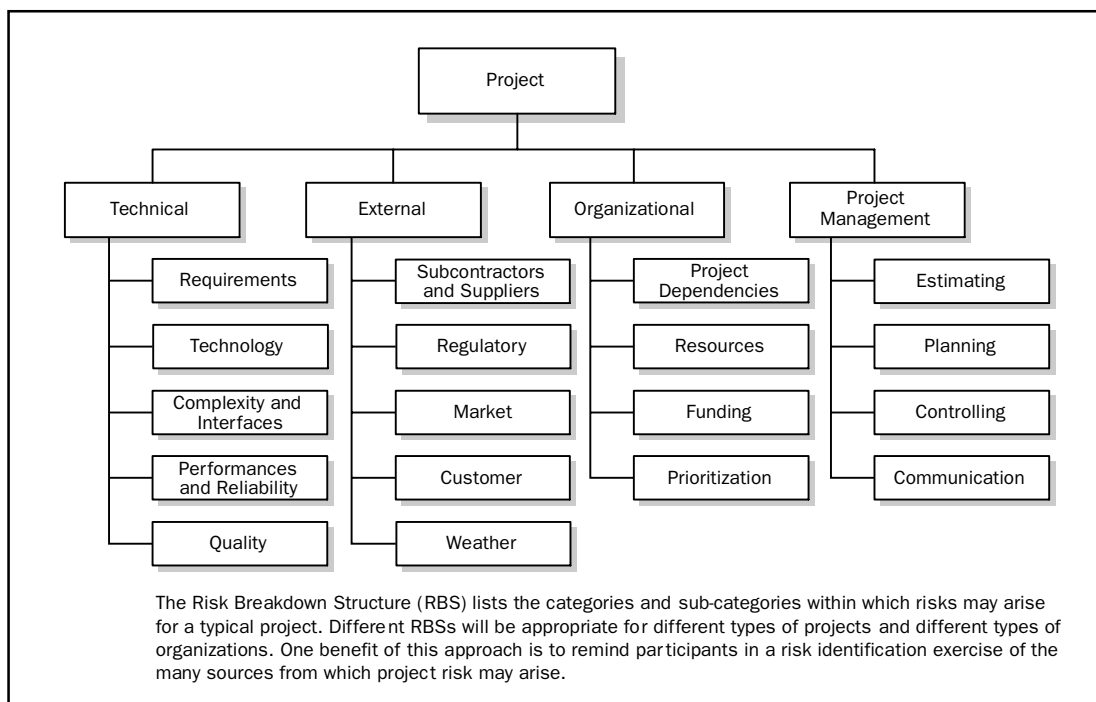 Project
Technical
External
Organizational
Project
Management
Requirements
Technology
Complexity and
Interfaces
Performances
and Reliability
Quality
Subcontractors
and Suppliers
Regulatory
Market
Customer
Weather
Project
Dependencies
Resources
Funding
Prioritization
Estimating
Planning
Controlling
Communication
The Risk Breakdown Structure (RBS) lists the categories and sub-categories within which risks may arise
for a typical project. Different RBSs will be appropriate for different types of projects and different types of
organizations. One benefit of this approach is to remind participants in a risk identification exercise of the
many sources from which project risk may arise.